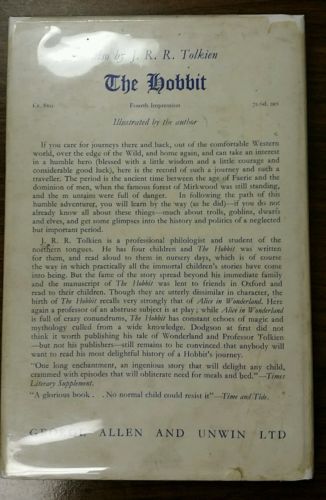 by J. R. R. Tolkien
The Hobbit
Cr. 8vo. Fourth Impression 7s. 6d. net
Illustrated by the author
If you care for journeys there and back, out of the comfortable Western
world, over the edge of the Wild, and home again, and can take an interest
in a humble hero (blessed with a little wisdom and a little courage and
considerable good luck), here is the record of such a journey and such a
traveller. The period is the ancient time between the age of Faerie and the
dominion of men, when the famous forest of Mirkwood was still standing,
and the mountains were full of danger. In following the path of this
humble adventurer, you will learn by the way (as he did)—if you do not
already know all about these things—much about trolls, goblins, dwarfs
and elves, and get some glimpses into the history and politics of a neglected
but important period.
J. R. R. Tolkien is a professional philologist and student of the
northern tongues. He has four children and The Hobbit was written
for them, and read aloud to them in nursery days, which is of course
the way in which practically all the immortal children's stories have come
into being. But the fame of the story spread beyond his immediate family
and the manuscript of The Hobbit was lent to friends in Oxford and
read to their children. Though they are utterly dissimilar in character, the
birth of The Hobbit recalls very strongly that of Alice in Wonderland. Here
again a professor of an abstruse subject is at play; while Alice in Wonderland
is full of crazy conundrums, The Hobbit has constant echoes of magic and
mythology culled from a wide knowledge. Dodgson at first did not
think it worth publishing his tale of Wonderland and Professor Tolkien
—but not his publishers—still remains to be convinced that anybody will
want to read his most delightful history of a Hobbit's journey.
"One long enchantment, an ingenious story that will delight any child,
crammed with episodes that will obliterate need for meals and bed."—Times
Literary Supplement.
"A glorious book . . No normal child could resist it"—Time and Tide.
GEORGE ALLEN AND UNWIN LTD